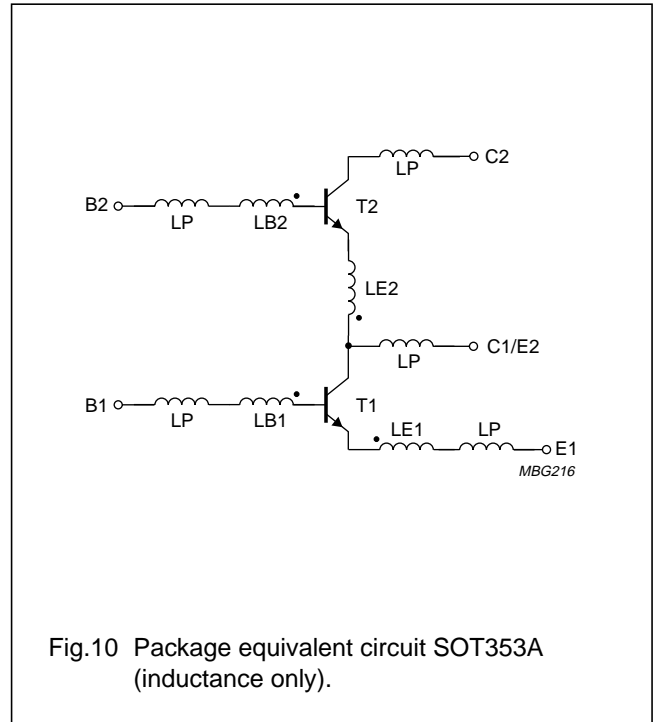 C2
LP
B2
LP
LB2
T2
LE2
C1/E2
LP
B1
LP
LB1
T1
LE1
LP
E1
MBG216
Fig.10 Package equivalent circuit SOT353A
(inductance only).